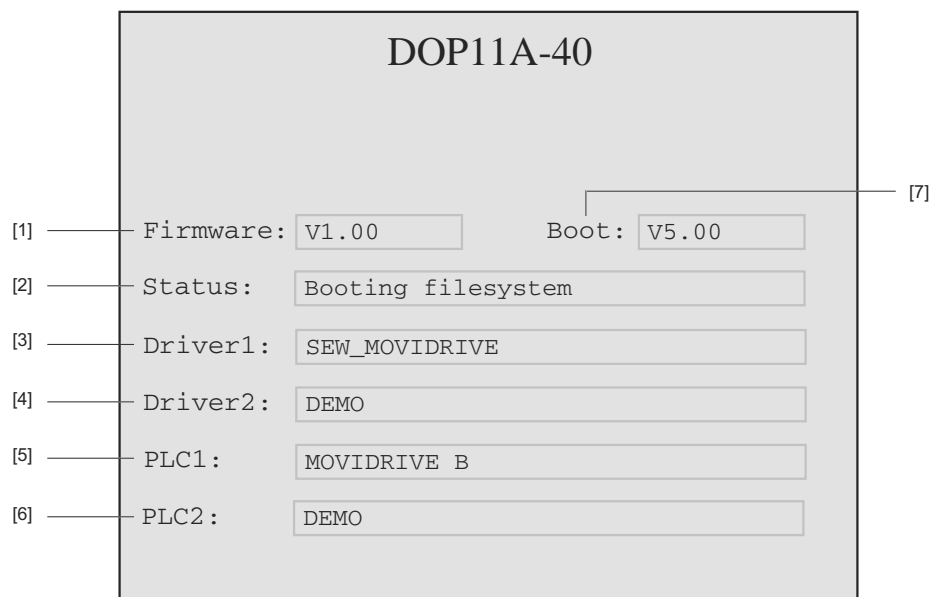 DOP11A-40
[7]
[1] Firmware: V1.00 Boot: V5.00
[2] Status: Booting filesystem
[3] Driver1: SEW_MOVIDRIVE
[4] Driver2: DEMO
[5] PLC1: MOVIDRIVE B
[6] PLC2: DEMO